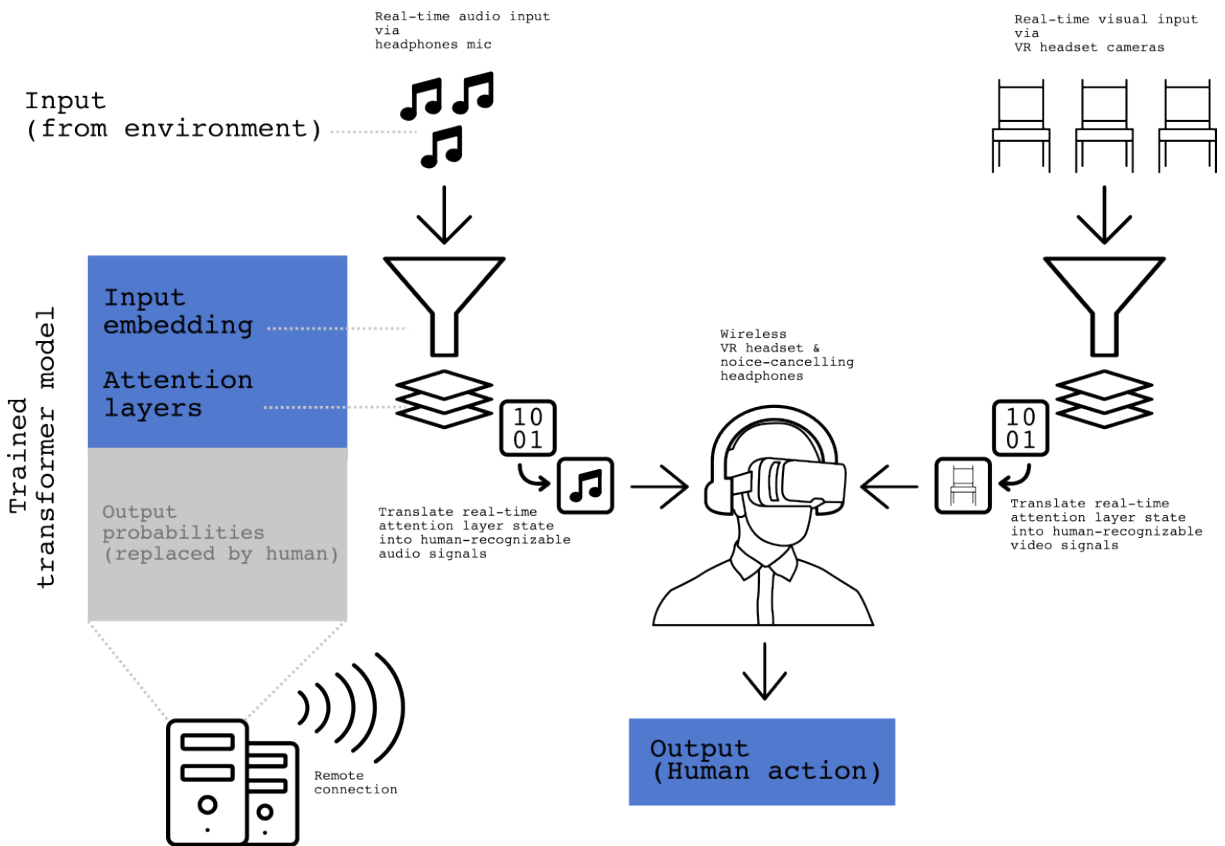 Real-time audio input
via
headphones mic
Real-time visual input
via
VR headset cameras
Input
(from environment)
Trained
transformer model
Input
embedding
Attention
layers
Output
probabilities
(replaced by human)
10
01
Translate real-time
attention layer state
into human-recognizable
audio signals
Wireless
VR headset &
noice-cancelling
headphones
10
01
Translate real-time
attention layer state
into human-recognizable
video signals
Remote
connection
Output
(Human action)